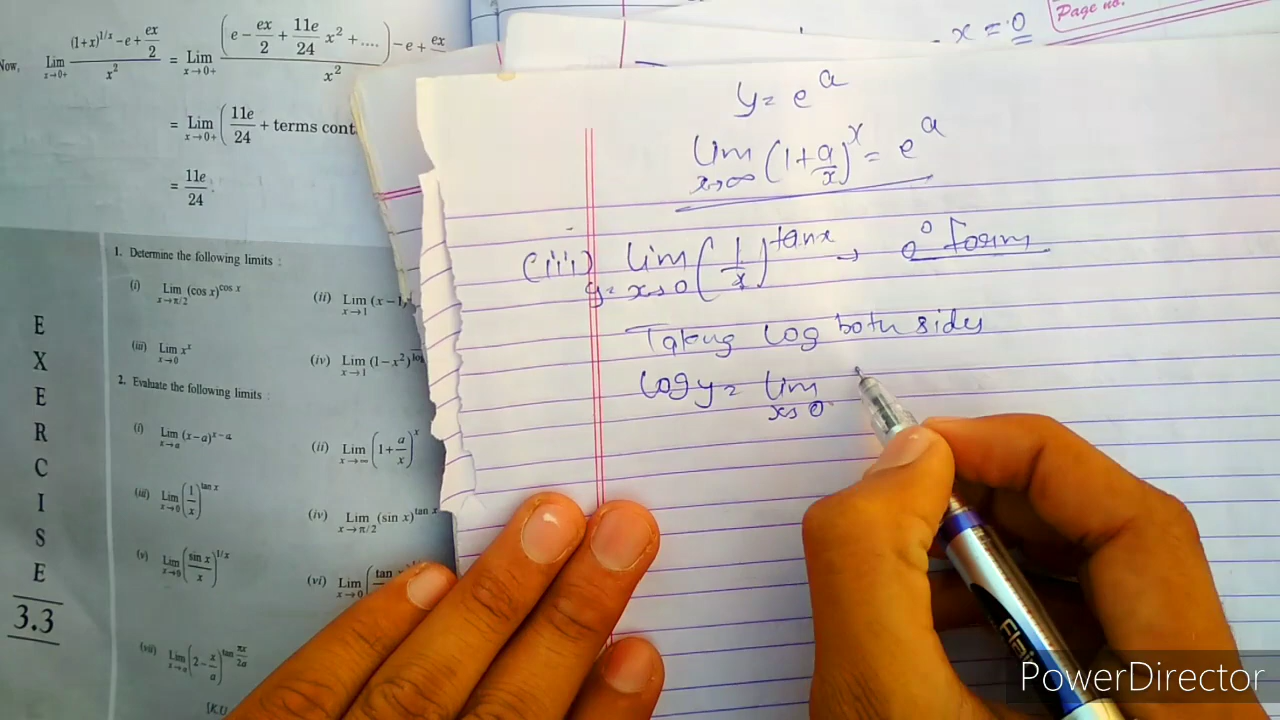 Now, Lim x→0+ ((1+x)^{1/x} − e + ex/2) / x² = Lim x→0+ ((e − ex/2 + 11e/24 x² + ....) − e + ex) / x²
= Lim x→0+ (11e/24 + terms cont
= 11e/24 .
EXERCISE
3.3
1. Determine the following limits :
(i) Lim x→π/2 (cos x)^{cos x}
(ii) Lim x→1 (x−1)
(iii) Lim x→0 x^x
(iv) Lim x→1 (1−x²)
2. Evaluate the following limits :
(i) Lim x→a (x−a)^{x−a}
(ii) Lim x→∞ (1+a/x)^x
(iii) Lim x→0 (1/x)^{tan x}
(iv) Lim x→π/2 (sin x)^{tan x}
(v) Lim x→0 (sin x/x)^{1/x}
(vi) Lim x→0 (tan
(vii) Lim x→a (2−x/a)^{tan πx/2a}
[K.U
x = 0
Page no.
y = e^a
lim x→∞ (1+a/x)^x = e^a
(iii) y = lim x→0 (1/x)^{tanx} → 0^0 form
Taking log both sides
log y = lim x→0
Flair
PowerDirector